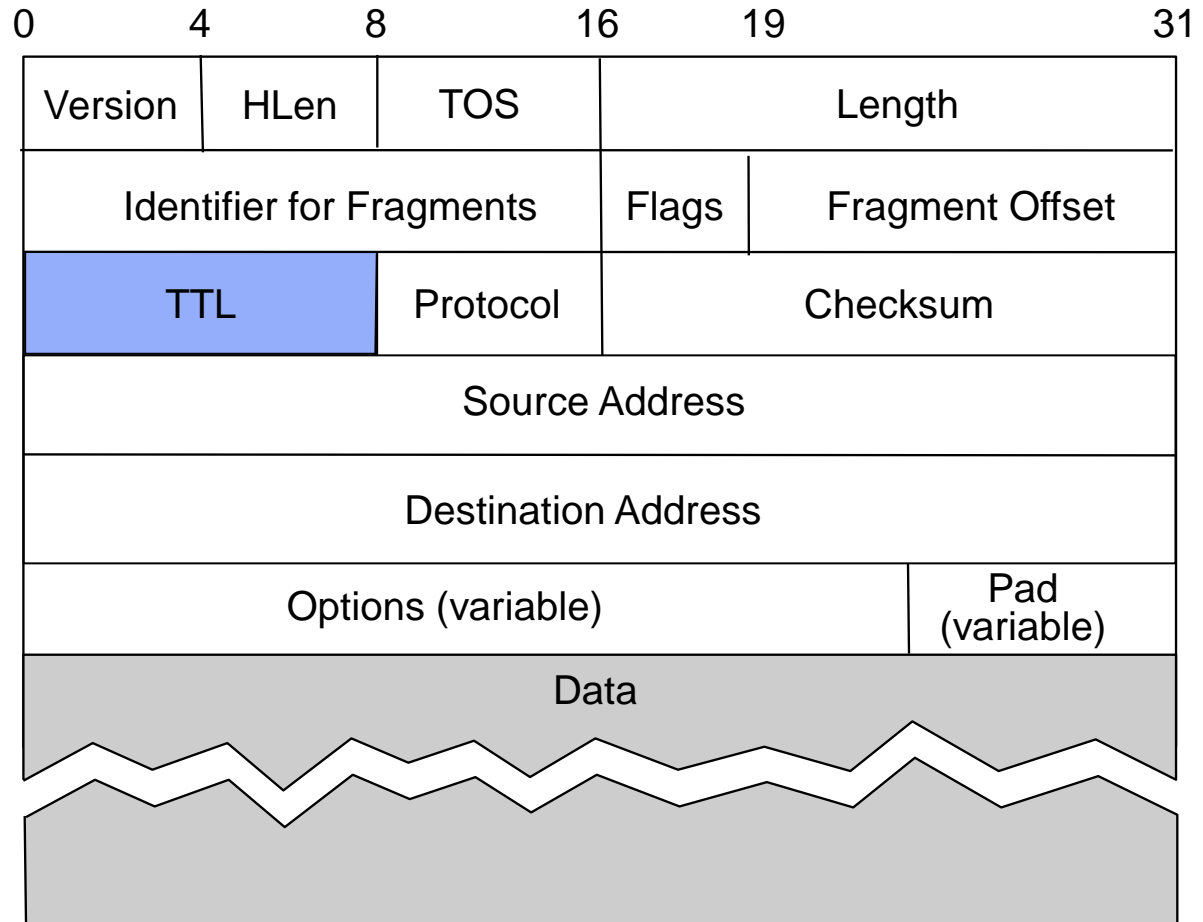 0 4 8 16 19 31
Version HLen TOS Length
Identifier for Fragments Flags Fragment Offset
TTL Protocol Checksum
Source Address
Destination Address
Options (variable) Pad
(variable)
Data